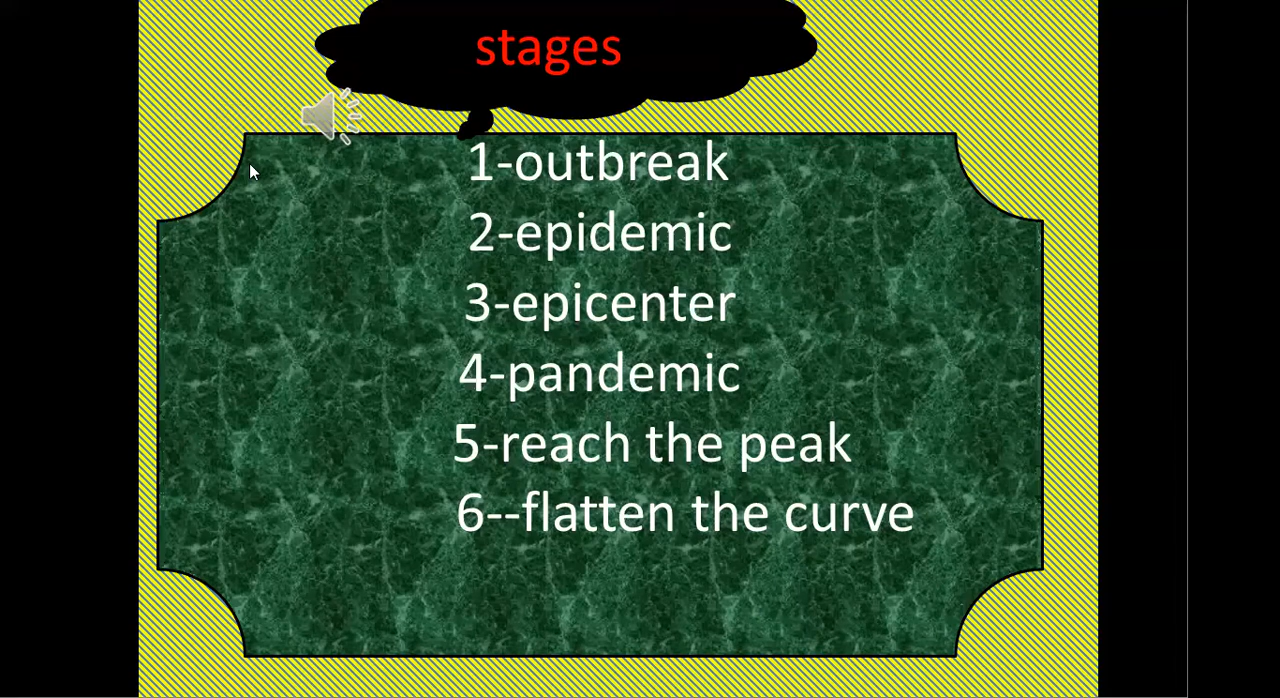 stages
1-outbreak
2-epidemic
3-epicenter
4-pandemic
5-reach the peak
6--flatten the curve